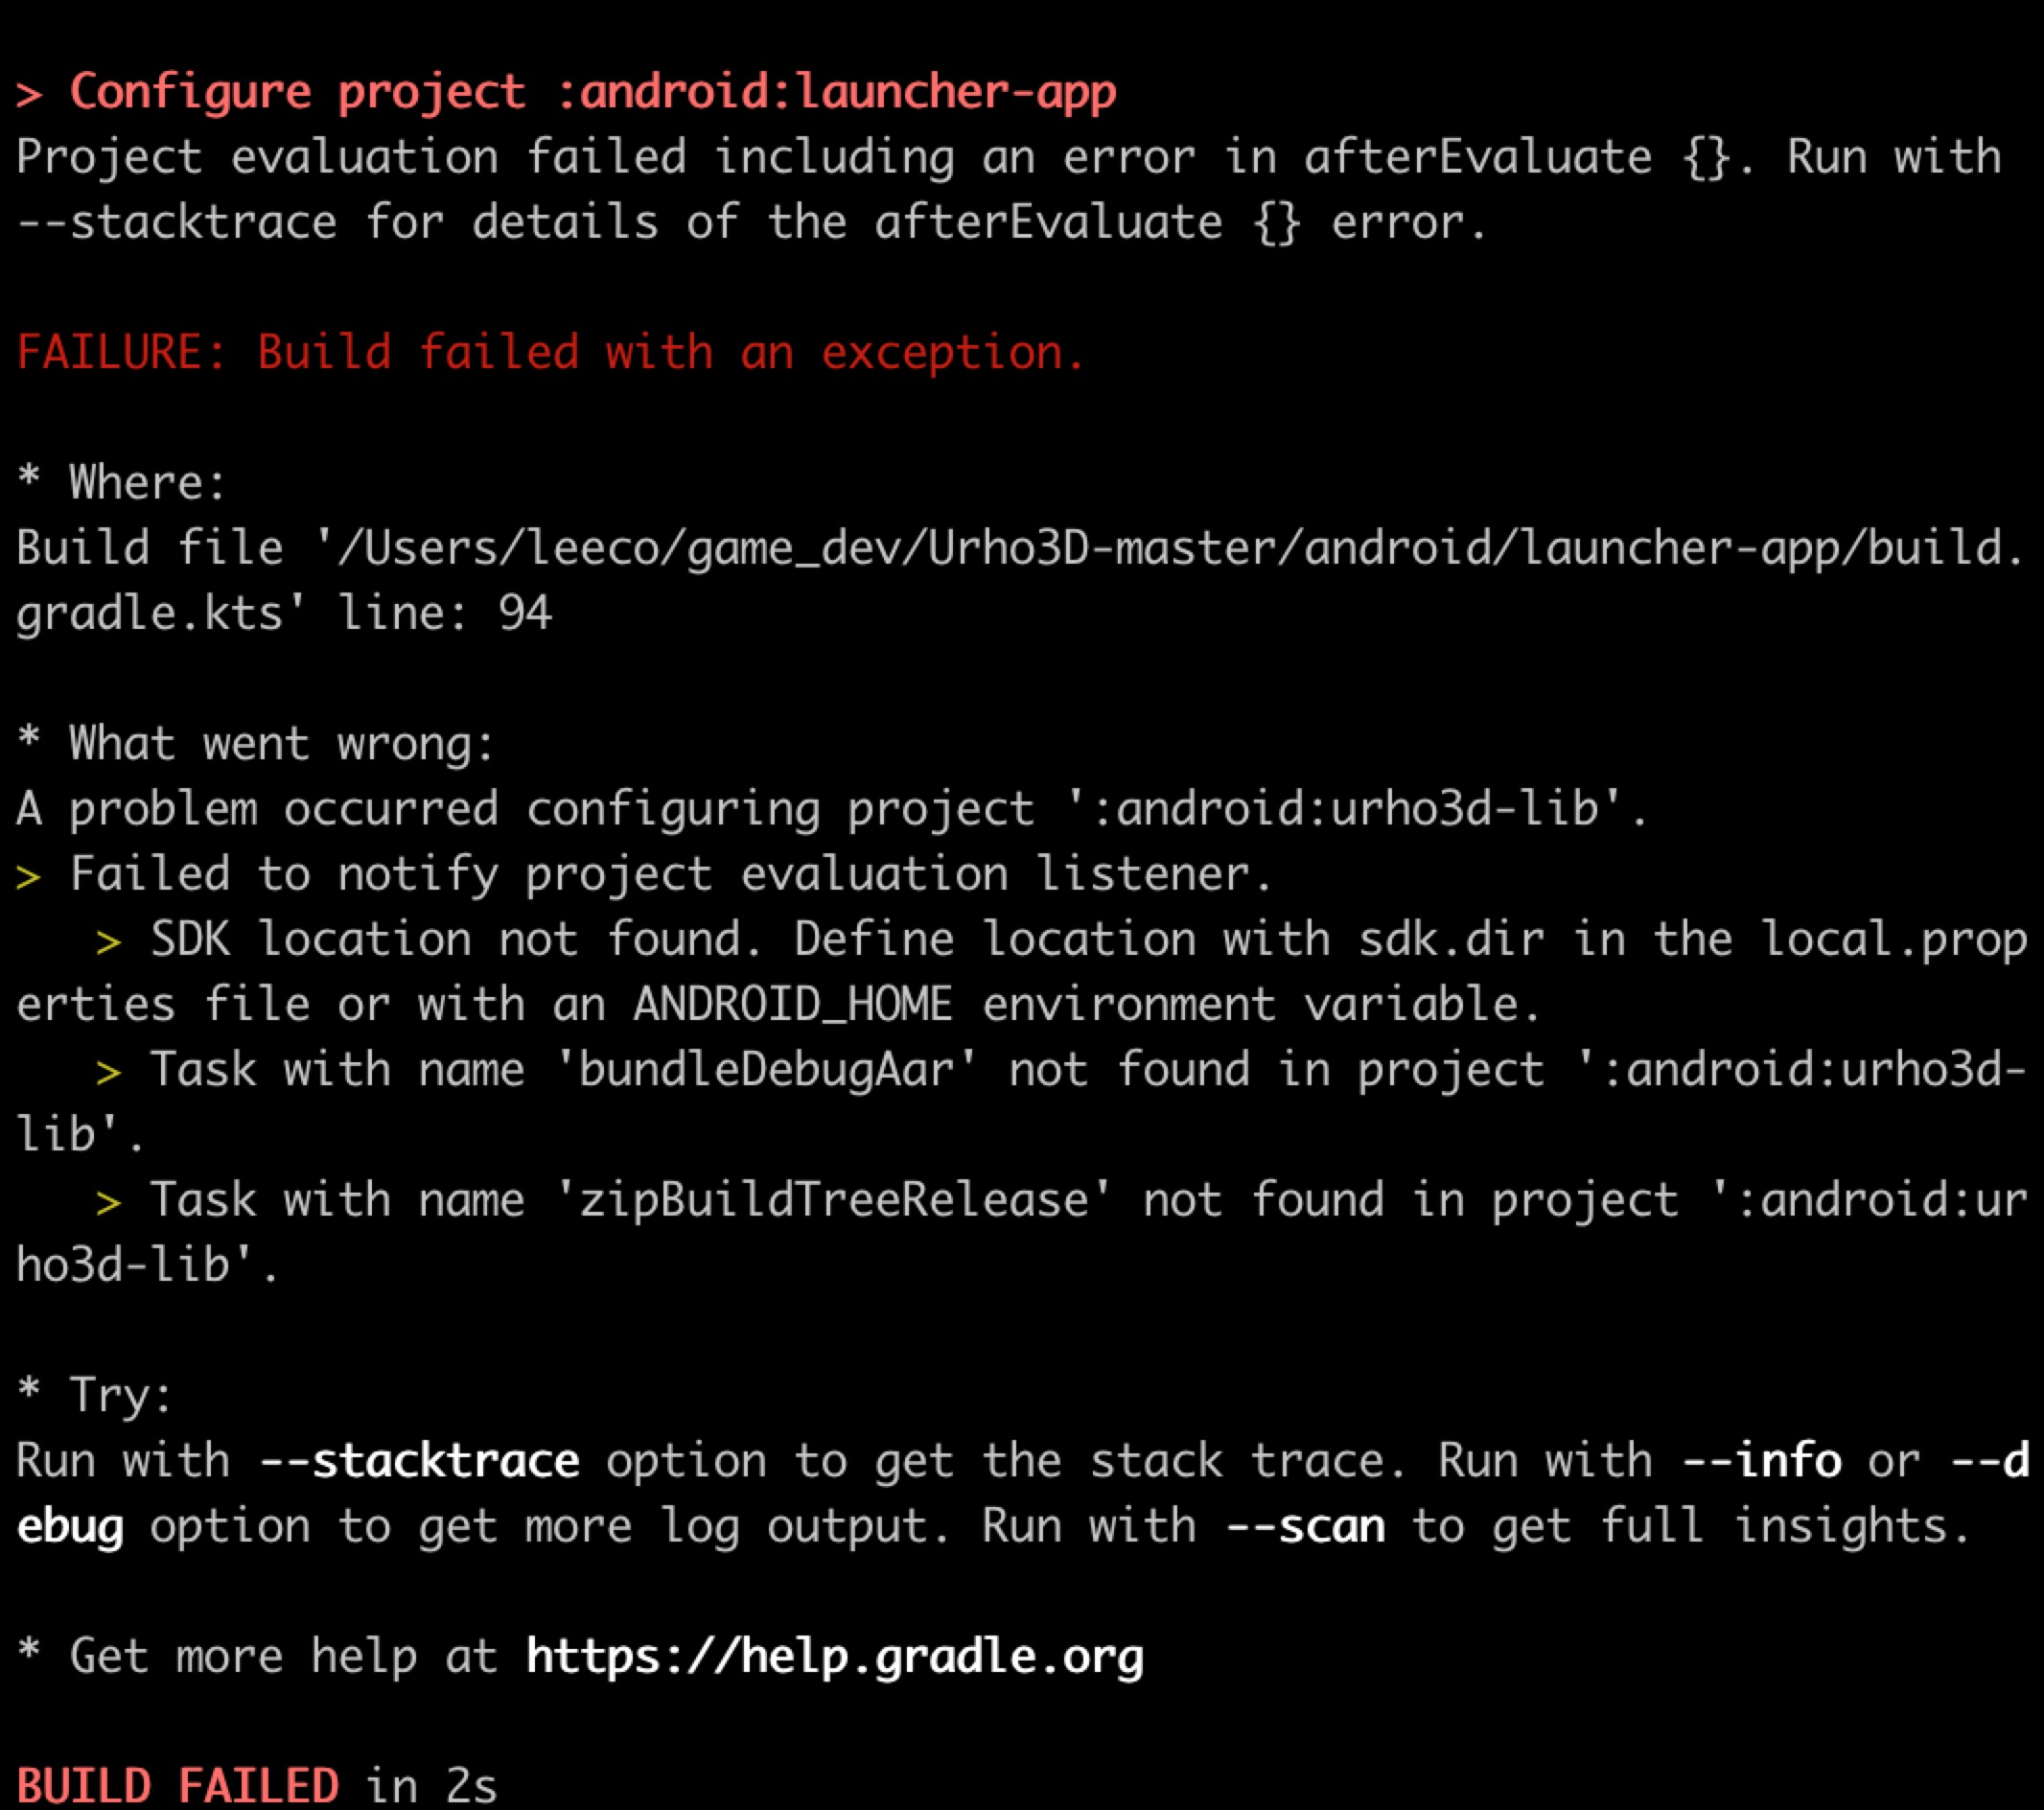 > Configure project :android:launcher-app
Project evaluation failed including an error in afterEvaluate {}. Run with
--stacktrace for details of the afterEvaluate {} error.
FAILURE: Build failed with an exception.
* Where:
Build file '/Users/leeco/game_dev/Urho3D-master/android/launcher-app/build.
gradle.kts' line: 94
* What went wrong:
A problem occurred configuring project ':android:urho3d-lib'.
> Failed to notify project evaluation listener.
> SDK location not found. Define location with sdk.dir in the local.prop
erties file or with an ANDROID_HOME environment variable.
> Task with name 'bundleDebugAar' not found in project ':android:urho3d-
lib'.
> Task with name 'zipBuildTreeRelease' not found in project ':android:ur
ho3d-lib'.
* Try:
Run with --stacktrace option to get the stack trace. Run with --info or --d
ebug option to get more log output. Run with --scan to get full insights.
* Get more help at https://help.gradle.org
BUILD FAILED in 2s